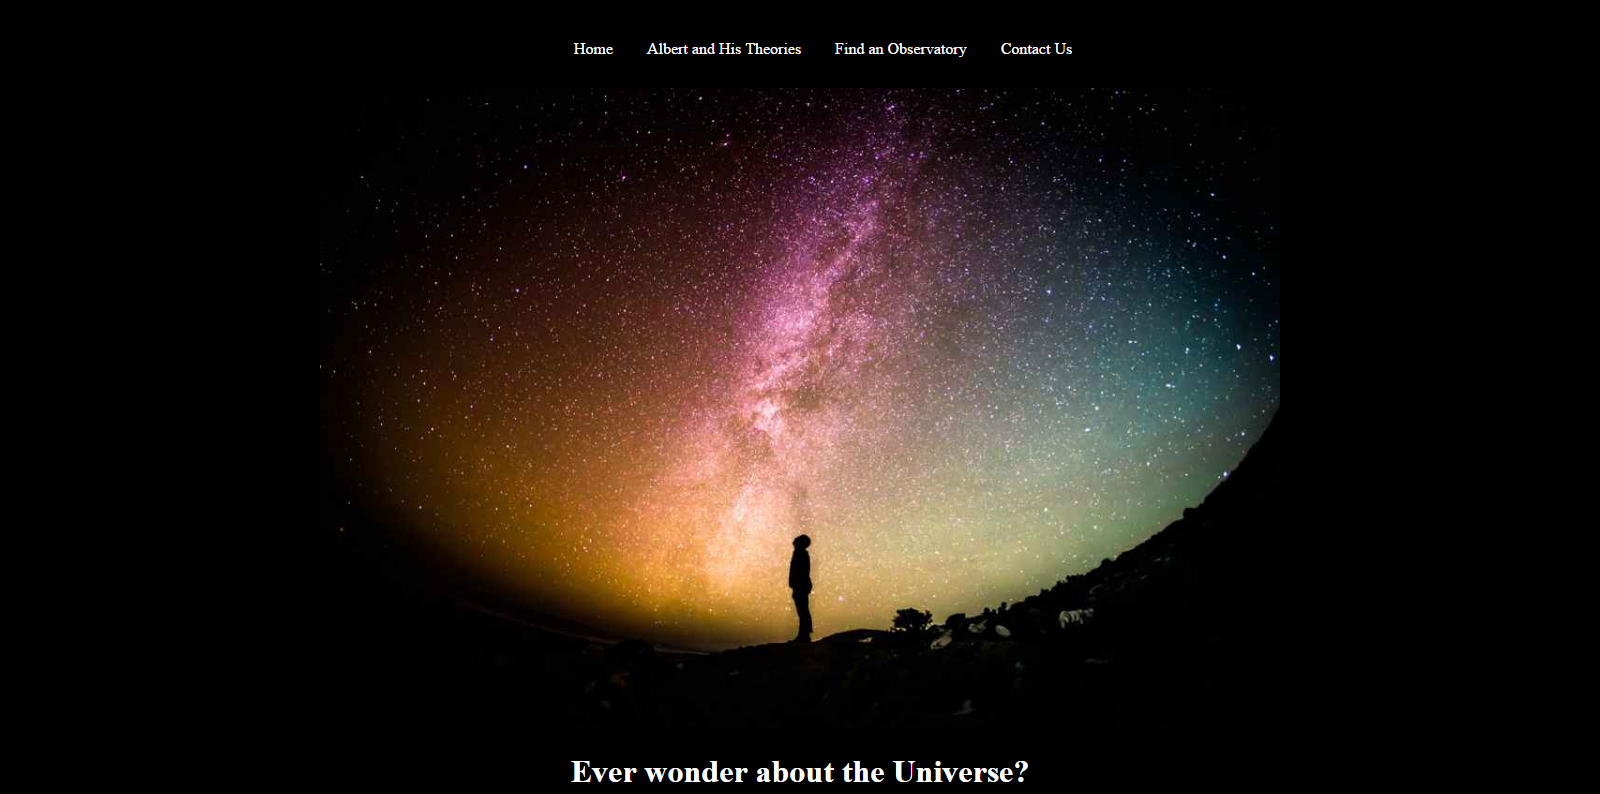 Home Albert and His Theories Find an Observatory Contact Us
Ever wonder about the Universe?